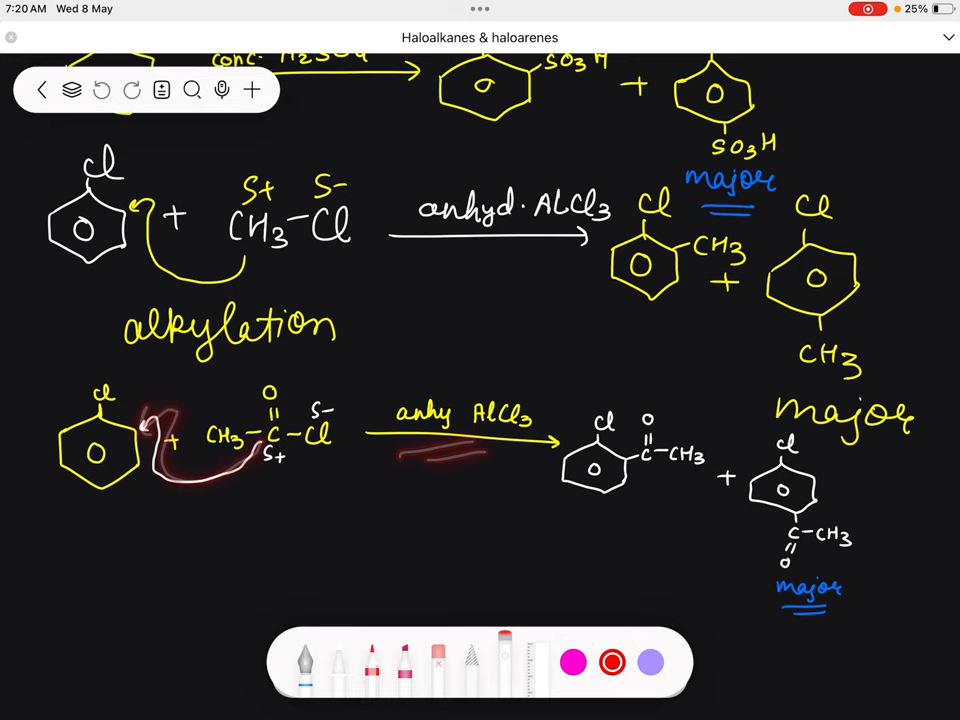 7:20 AM Wed 8 May
25%
Haloalkanes & haloarenes
conc. H2SO4
SO3H
+
SO3H
major
Cl
+
S+ S-
CH3-Cl
anhyd. AlCl3
Cl
CH3
+
Cl
CH3
major
alkylation
Cl
+
O
CH3-C-Cl
S-
S+
anhy AlCl3
Cl
O
C-CH3
+
Cl
C-CH3
O
major